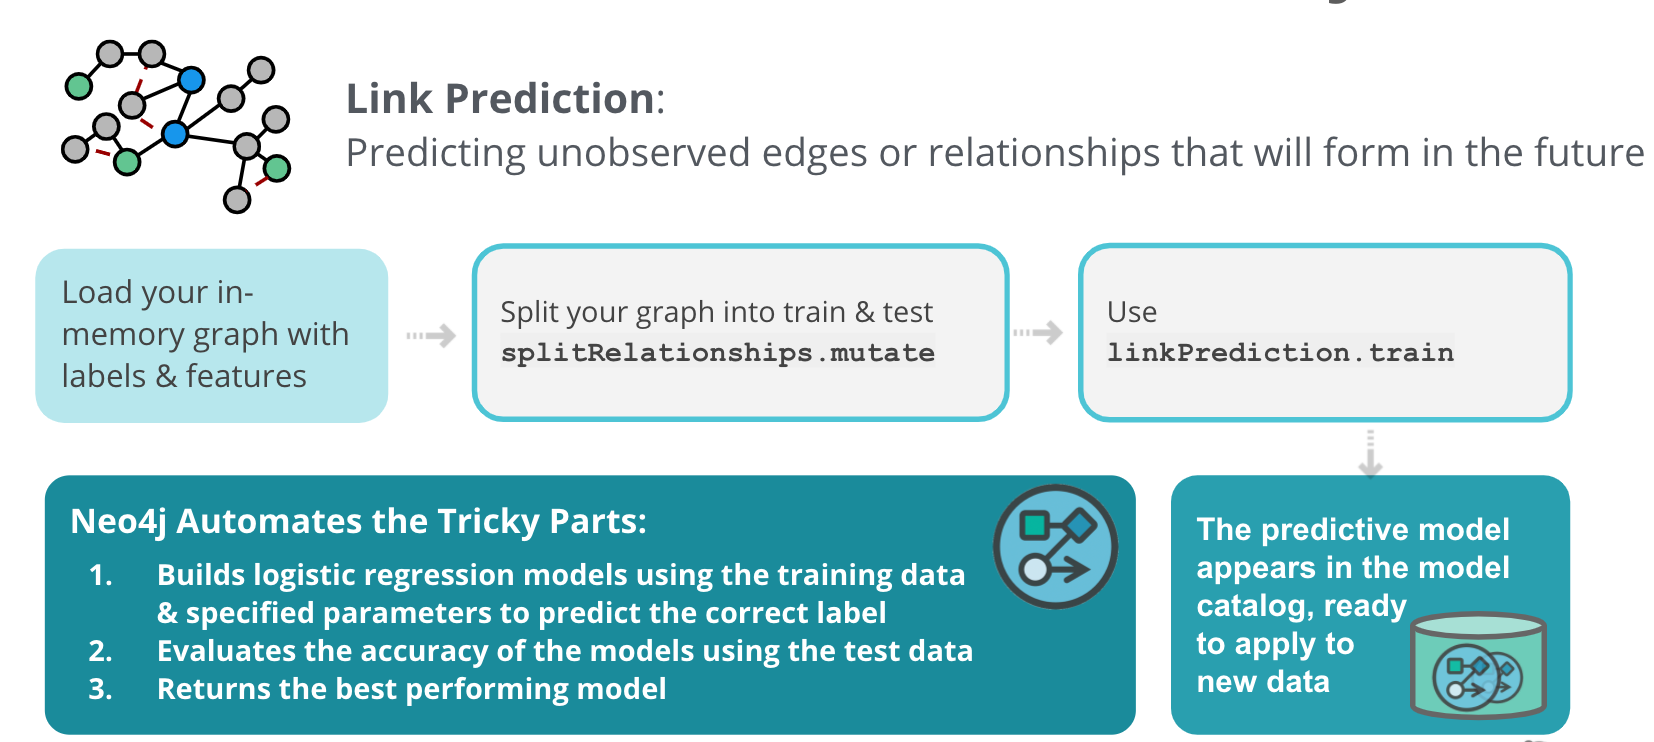 Link Prediction:
Predicting unobserved edges or relationships that will form in the future
Load your in-
memory graph with
labels & features
Split your graph into train & test
splitRelationships.mutate
Use
linkPrediction.train
Neo4j Automates the Tricky Parts:
1. Builds logistic regression models using the training data
& specified parameters to predict the correct label
2. Evaluates the accuracy of the models using the test data
3. Returns the best performing model
The predictive model
appears in the model
catalog, ready
to apply to
new data